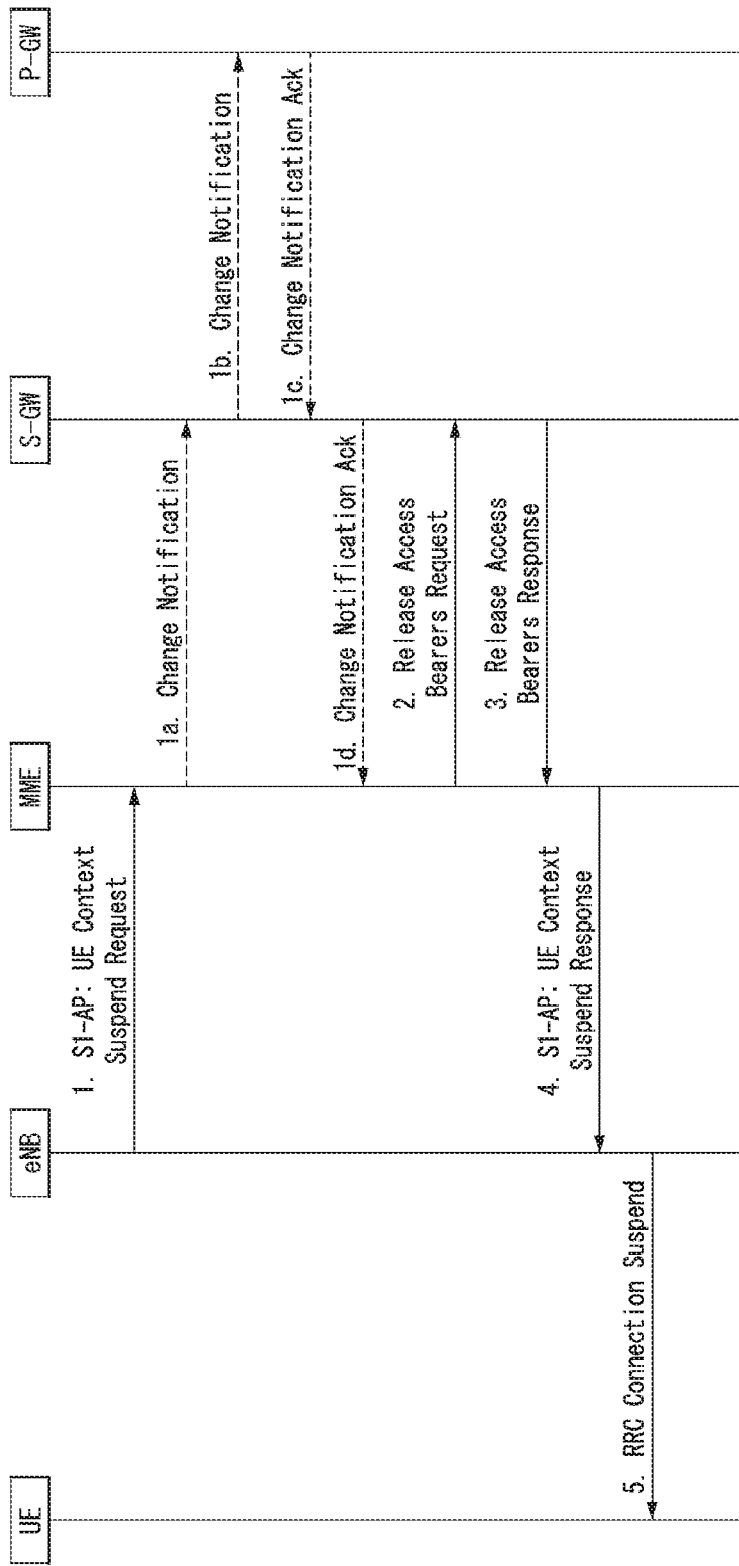 UE
eNB
MME
S-GW
P-GW
1. S1-AP: UE Context
Suspend Request
1a. Change Notification
1b. Change Notification
1c. Change Notification Ack
1d. Change Notification Ack
2. Release Access
Bearers Request
3. Release Access
Bearers Response
4. S1-AP: UE Context
Suspend Response
5. RRC Connection Suspend